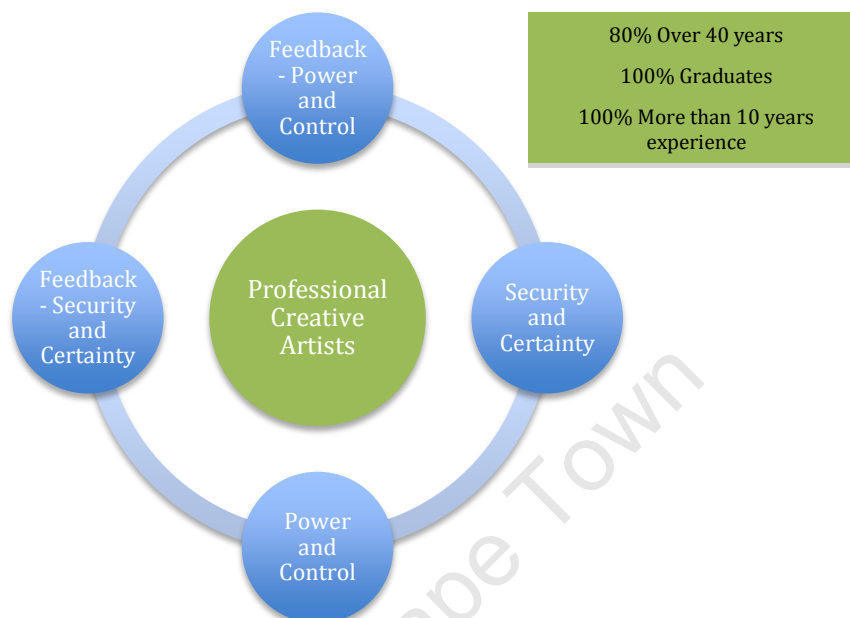 Feedback
- Power
and
Control
80% Over 40 years
100% Graduates
100% More than 10 years
experience
Feedback
- Security
and
Certainty
Professional
Creative
Artists
Security
and
Certainty
Power
and
Control
Town